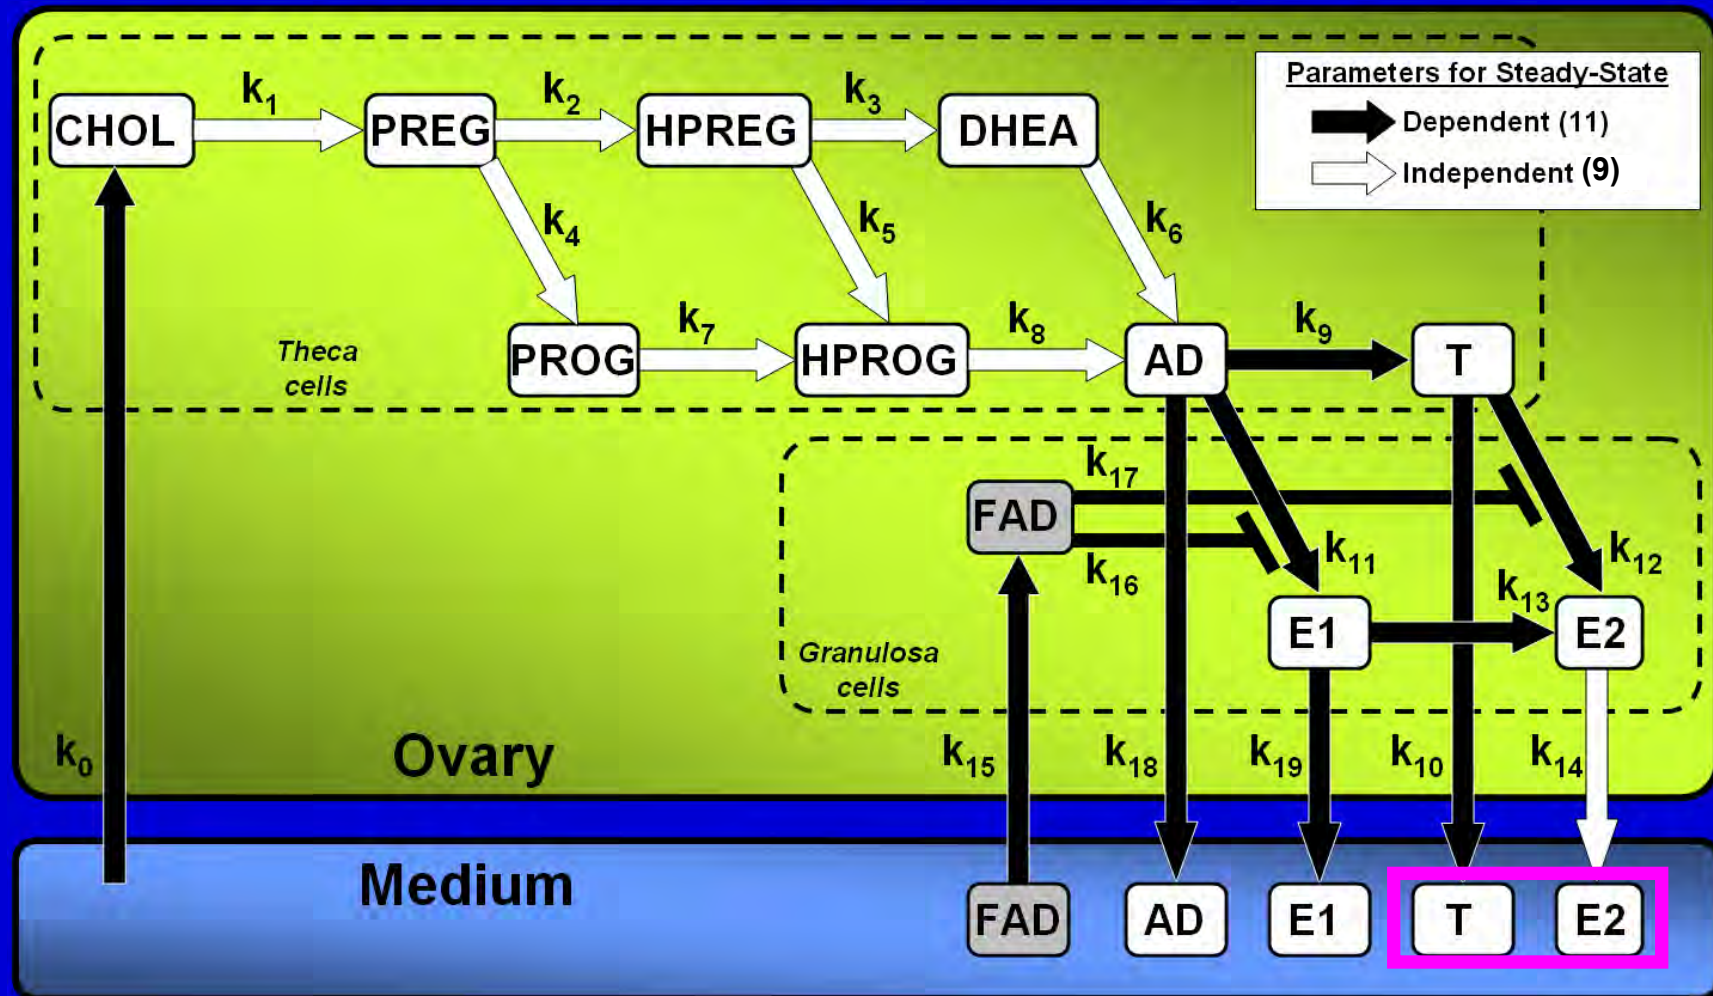 Parameters for Steady-State
Dependent (11)
Independent (9)
k1
k2
k3
CHOL
PREG
HPREG
DHEA
k4
k5
k6
k7
k8
k9
Theca
cells
PROG
HPROG
AD
T
k17
FAD
k16
k11
k12
k13
E1
E2
Granulosa
cells
k0
Ovary
k15
k18
k19
k10
k14
Medium
FAD
AD
E1
T
E2